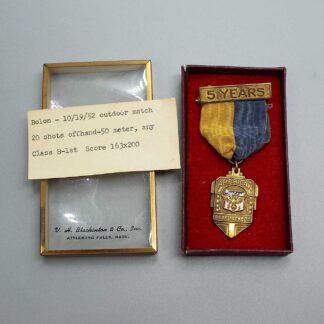 Bolon - 10/19/52 outdoor match
20 shots offhand-50 meter, any
Class B-1st Score 163x200
V. H. Blackinton & Co., Inc.
ATTLEBORO FALLS, MASS.
5 YEARS